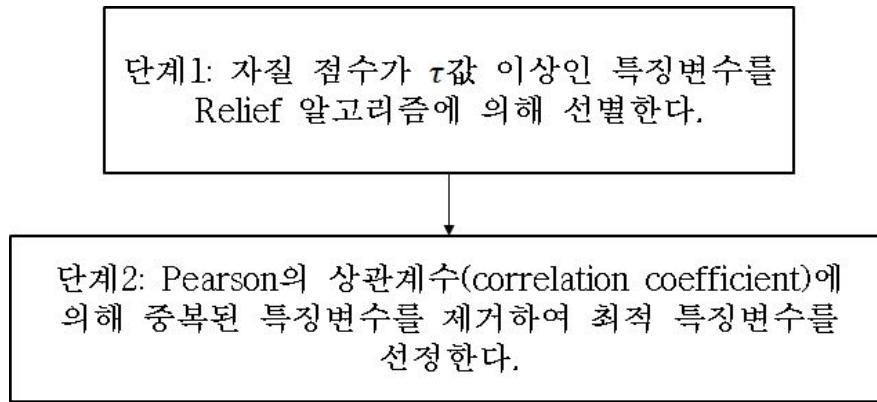 단계1: 자질 점수가 τ값 이상인 특징변수를
Relief 알고리즘에 의해 선별한다.
단계2: Pearson의 상관계수(correlation coefficient)에
의해 중복된 특징변수를 제거하여 최적 특징변수를
선정한다.